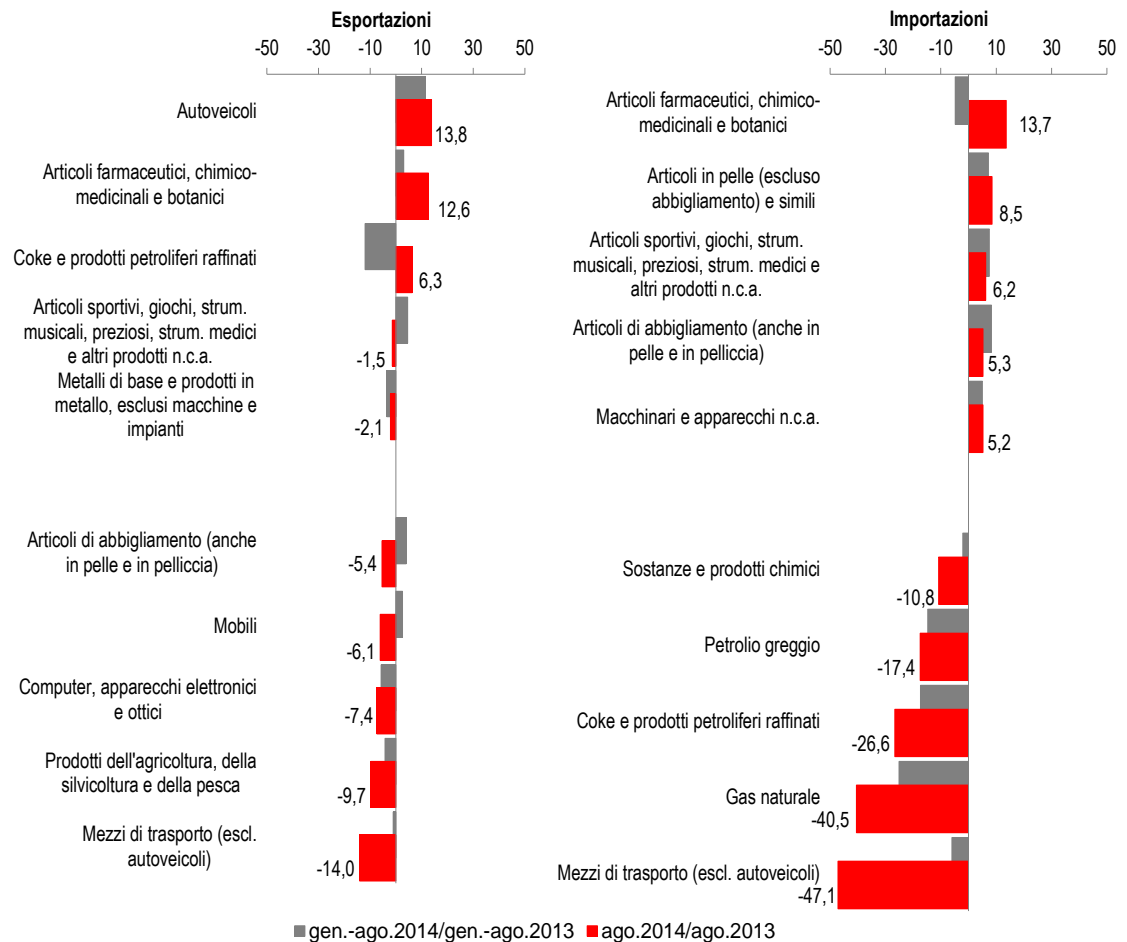 Esportazioni
-50 -30 -10 10 30 50
Autoveicoli
13,8
Articoli farmaceutici, chimico-
medicinali e botanici
12,6
Coke e prodotti petroliferi raffinati
6,3
Articoli sportivi, giochi, strum.
musicali, preziosi, strum. medici
e altri prodotti n.c.a.
-1,5
Metalli di base e prodotti in
metallo, esclusi macchine e
impianti
-2,1
Articoli di abbigliamento (anche
in pelle e in pelliccia)
-5,4
Mobili
-6,1
Computer, apparecchi elettronici
e ottici
-7,4
Prodotti dell'agricoltura, della
silvicoltura e della pesca
-9,7
Mezzi di trasporto (escl.
autoveicoli)
-14,0
Importazioni
-50 -30 -10 10 30 50
Articoli farmaceutici, chimico-
medicinali e botanici
13,7
Articoli in pelle (escluso
abbigliamento) e simili
8,5
Articoli sportivi, giochi, strum.
musicali, preziosi, strum. medici e
altri prodotti n.c.a.
6,2
Articoli di abbigliamento (anche in
pelle e in pelliccia)
5,3
Macchinari e apparecchi n.c.a.
5,2
Sostanze e prodotti chimici
-10,8
Petrolio greggio
-17,4
Coke e prodotti petroliferi raffinati
-26,6
Gas naturale
-40,5
Mezzi di trasporto (escl. autoveicoli)
-47,1
gen.-ago.2014/gen.-ago.2013 ago.2014/ago.2013